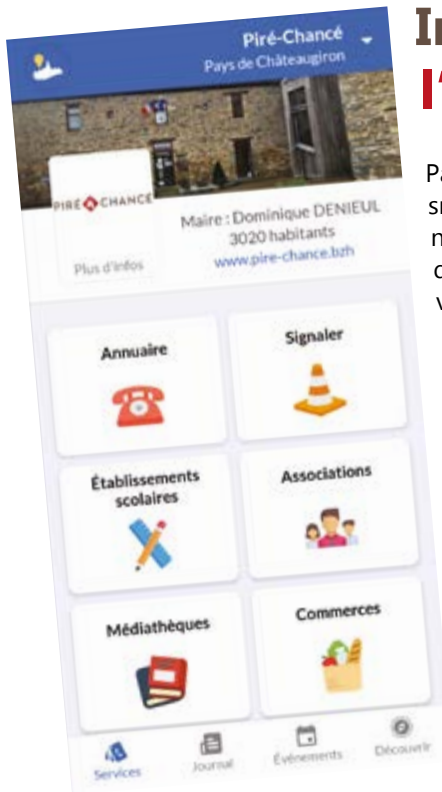 Piré-Chancé
Pays de Châteaugiron
PIRÉ CHANCÉ
Plus d'infos
Maire : Dominique DENIEUL
3020 habitants
www.pire-chance.bzh
Annuaire
Signaler
Établissements
scolaires
Associations
Médiathèques
Commerces
Services
Journal
Événements
Découvrir